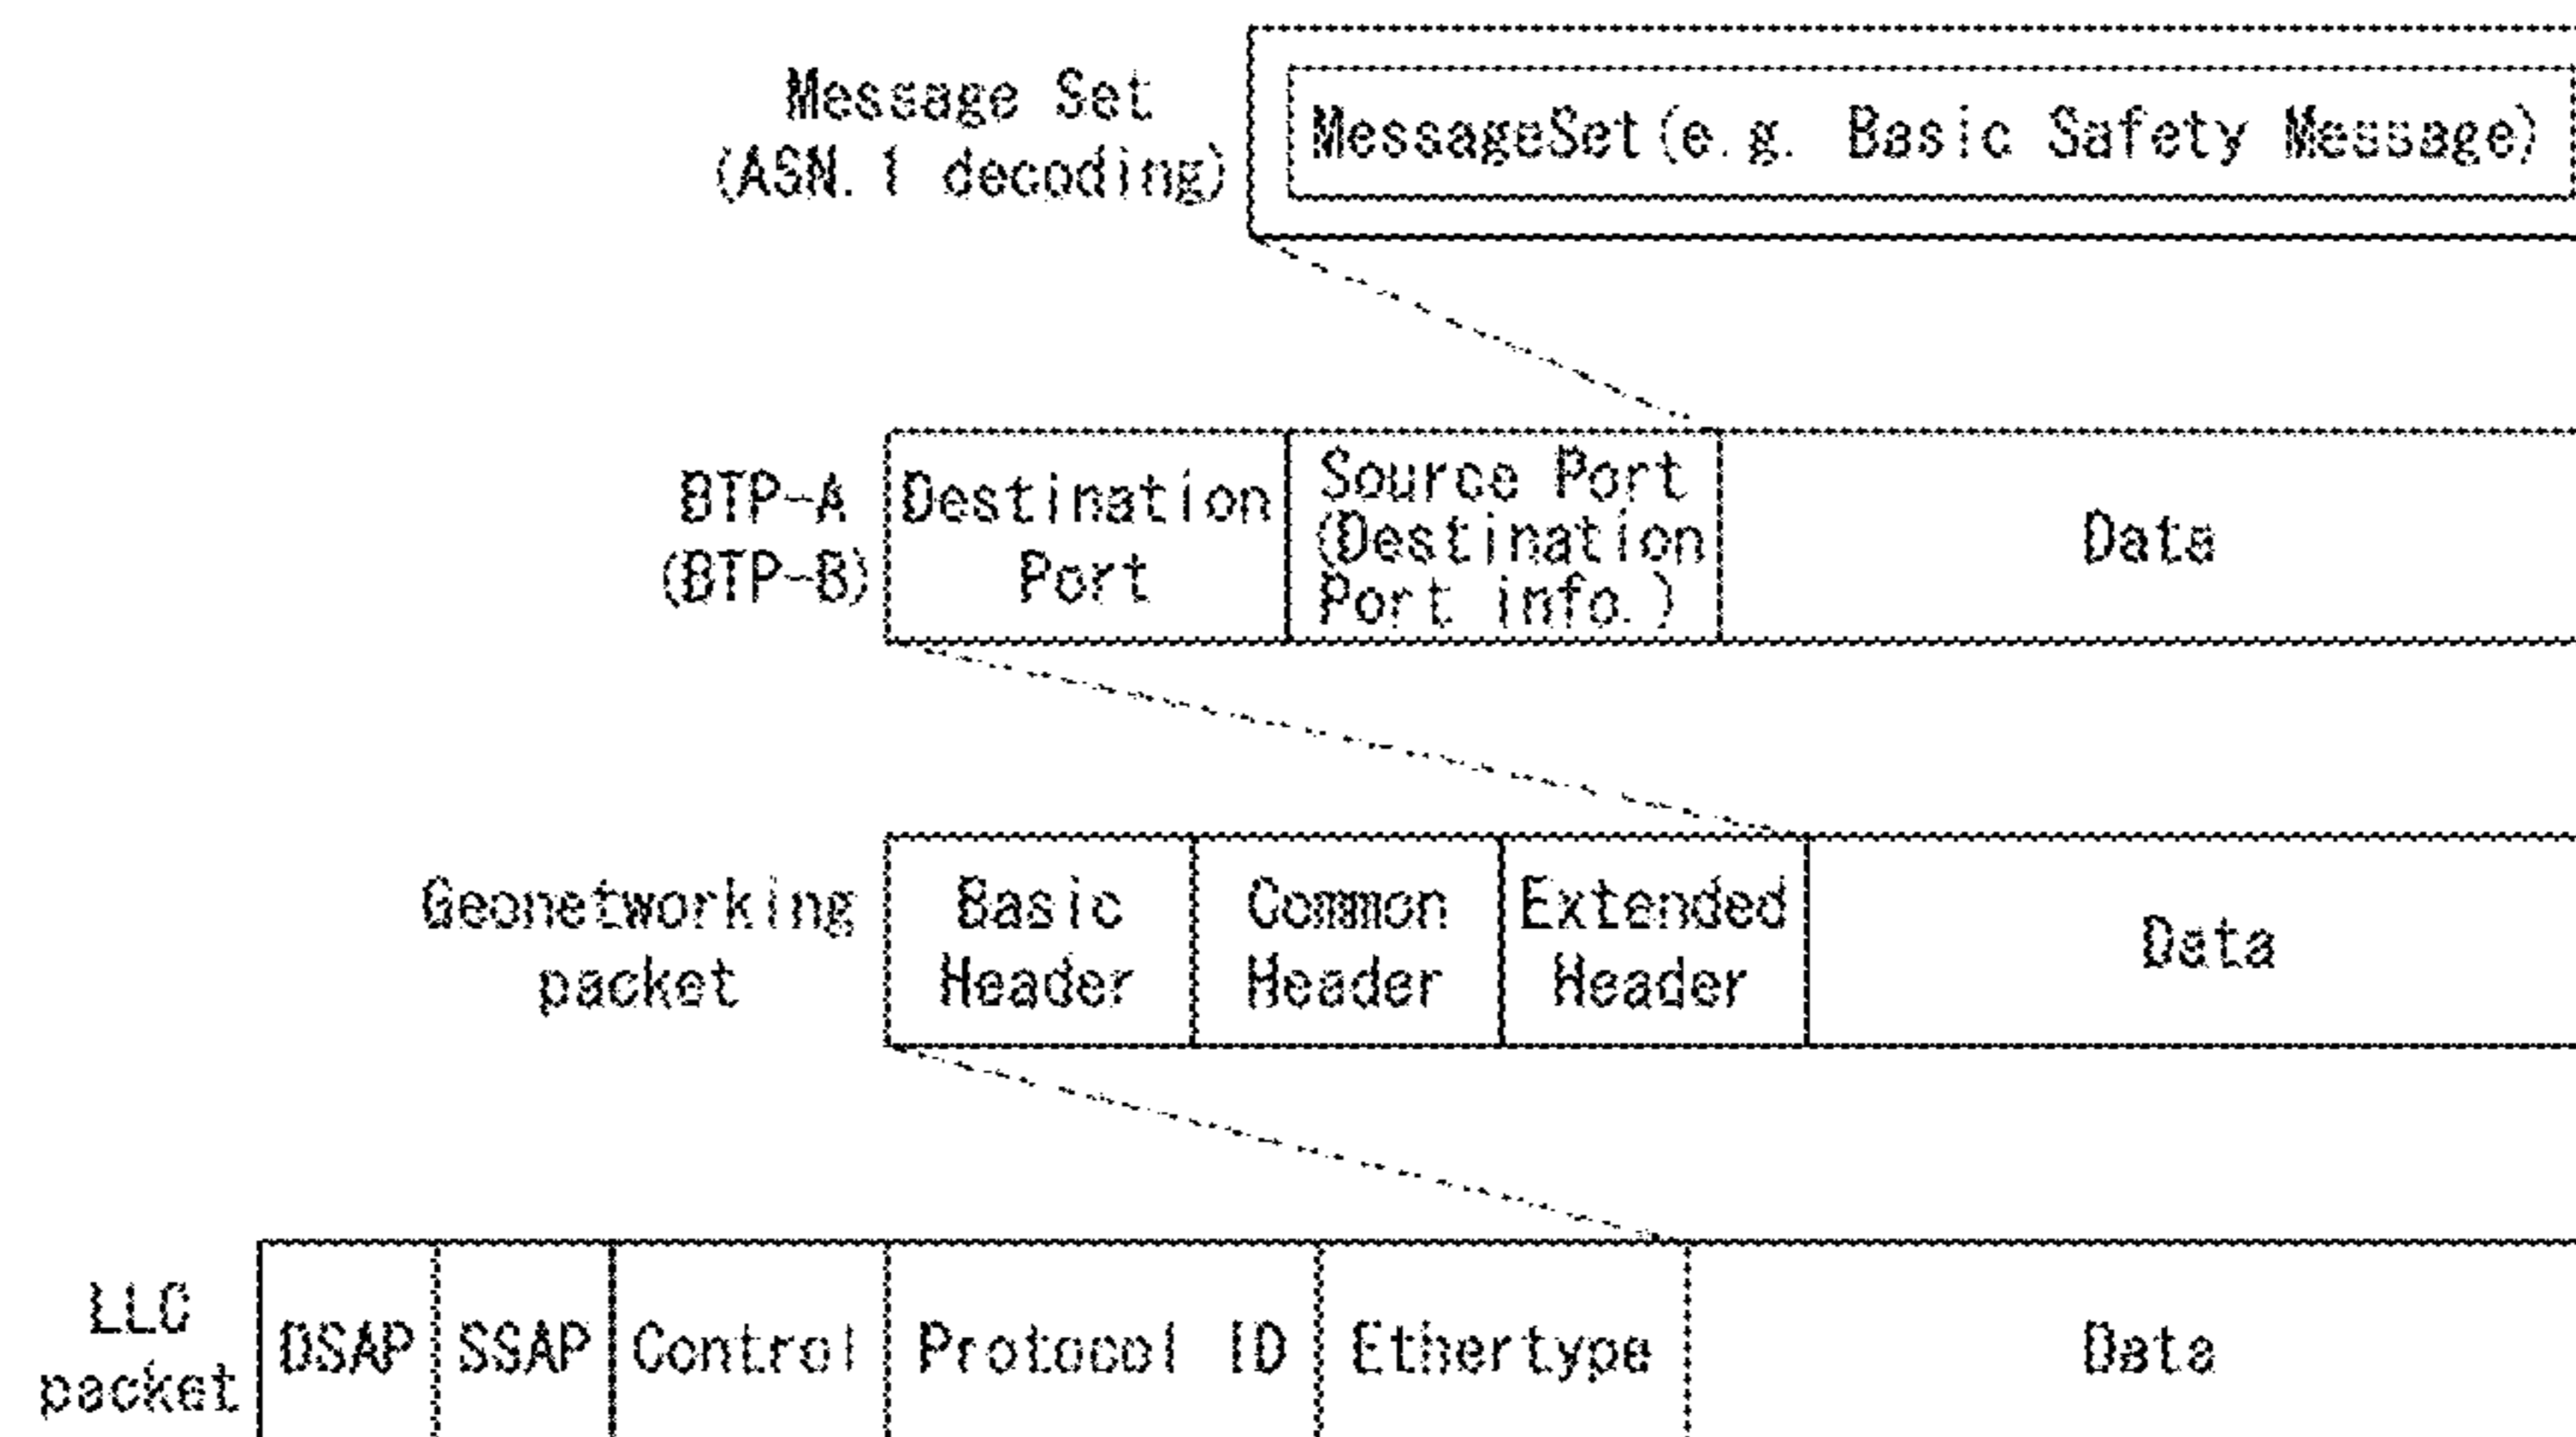 Message Set
(ASN.1 decoding)
MessageSet(e.g. Basic Safety Message)
BTP-A
(BTP-B)
Destination
Port
Source Port
(Destination
Port info.)
Data
Geonetworking
packet
Basic
Header
Common
Header
Extended
Header
Data
LLC
packet
DSAP
SSAP
Control
Protocol ID
Ethertype
Data